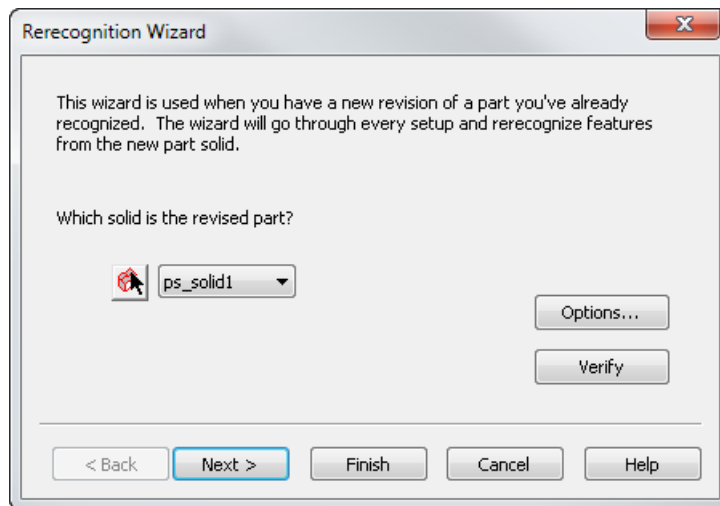 Rerecognition Wizard
This wizard is used when you have a new revision of a part you've already
recognized. The wizard will go through every setup and rerecognize features
from the new part solid.
Which solid is the revised part?
ps_solid1
Options...
Verify
< Back
Next >
Finish
Cancel
Help